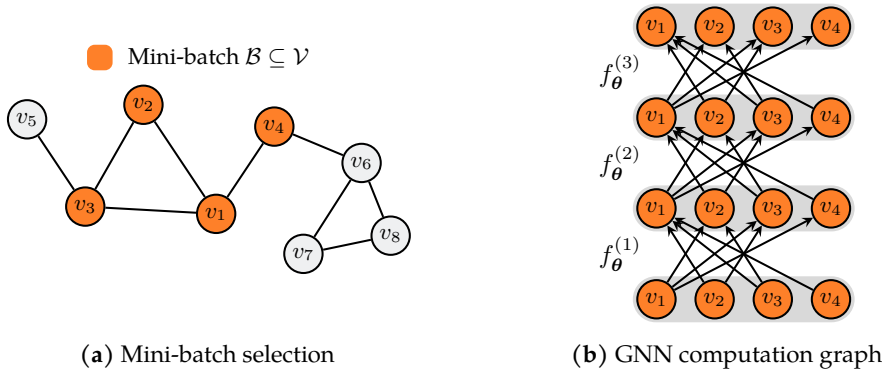 Mini-batch ℬ ⊆ 𝒱
v₅
v₂
v₄
v₆
v₃
v₁
v₈
v₇
(a) Mini-batch selection
v₁ v₂ v₃ v₄
f_θ^(3)
v₁ v₂ v₃ v₄
f_θ^(2)
v₁ v₂ v₃ v₄
f_θ^(1)
v₁ v₂ v₃ v₄
(b) GNN computation graph